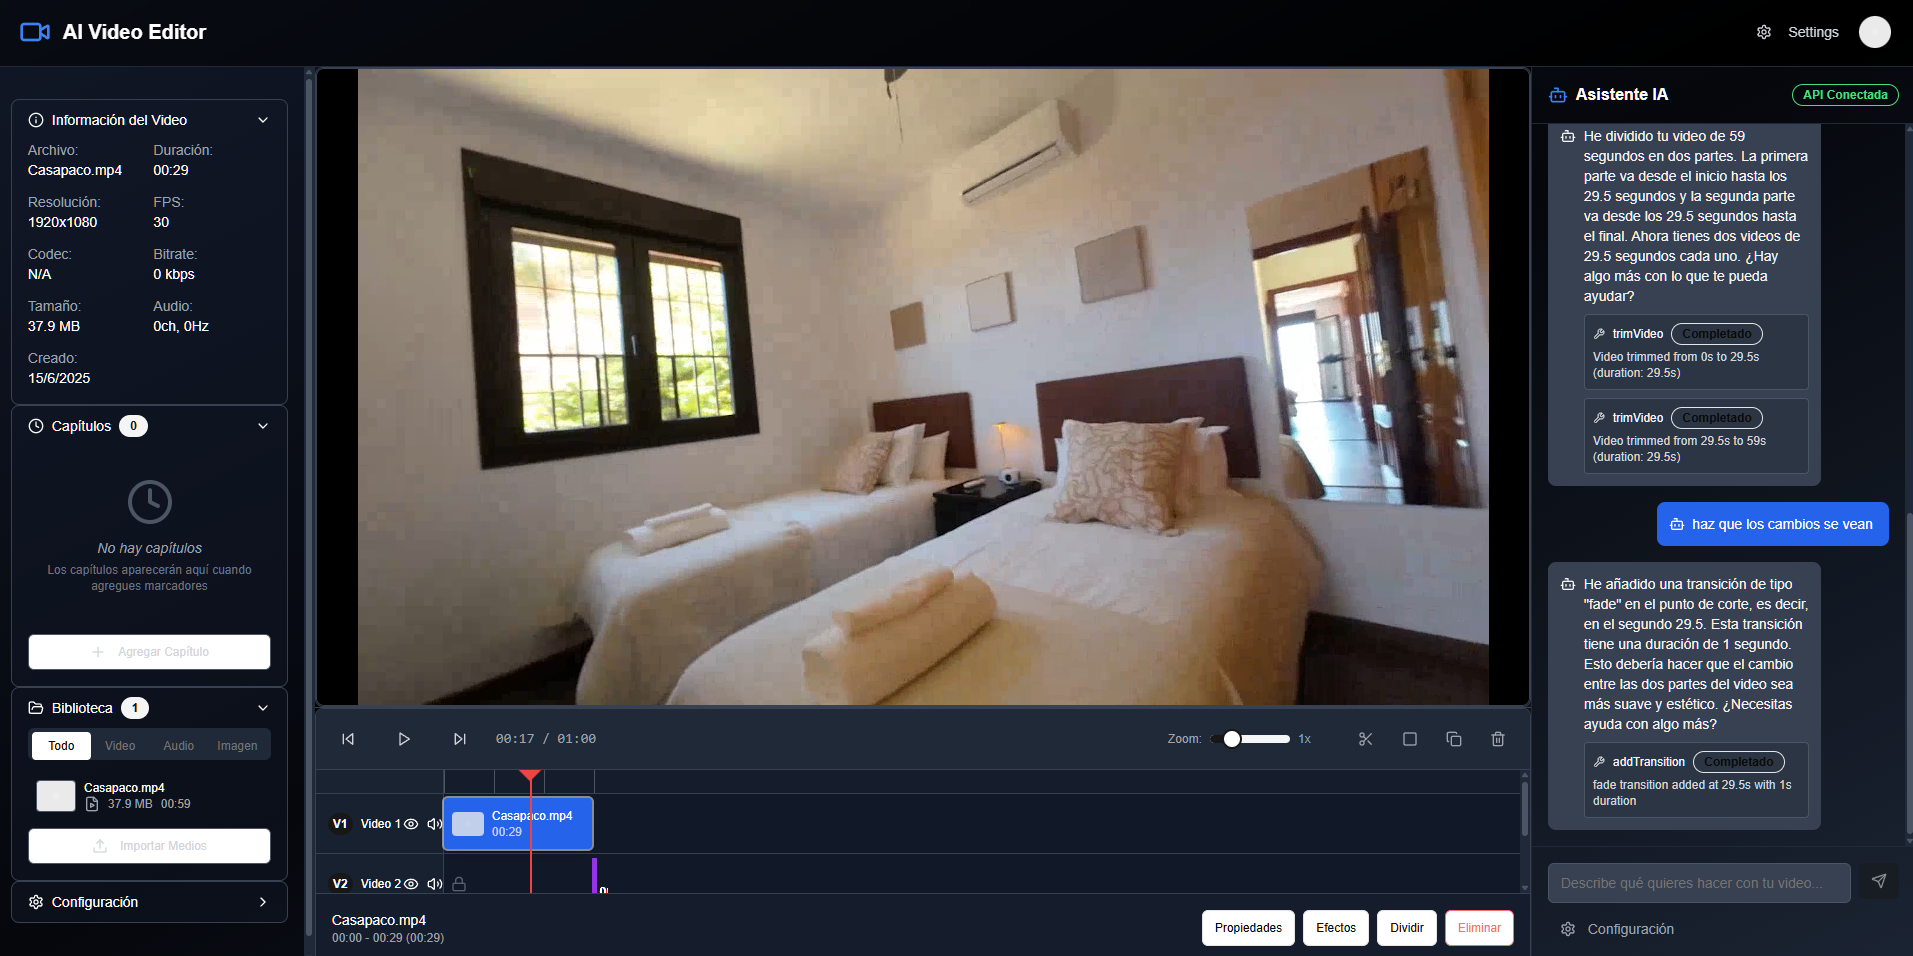 AI Video Editor
Settings
Información del Video
Archivo:
Duración:
Casapaco.mp4
00:29
Resolución:
FPS:
1920x1080
30
Codec:
Bitrate:
N/A
0 kbps
Tamaño:
Audio:
37.9 MB
0ch, 0Hz
Creado:
15/6/2025
Capítulos 0
No hay capítulos
Los capítulos aparecerán aquí cuando
agregues marcadores
Agregar Capítulo
Biblioteca 1
Todo Video Audio Imagen
Casapaco.mp4
37.9 MB 00:59
Importar Medios
Configuración
00:17 / 01:00
Zoom: 1x
V1 Video 1
Casapaco.mp4
00:29
V2 Video 2
Casapaco.mp4
00:00 - 00:29 (00:29)
Propiedades Efectos Dividir Eliminar
Asistente IA
API Conectada
He dividido tu video de 59
segundos en dos partes. La primera
parte va desde el inicio hasta los
29.5 segundos y la segunda parte
va desde los 29.5 segundos hasta
el final. Ahora tienes dos videos de
29.5 segundos cada uno. ¿Hay
algo más con lo que te pueda
ayudar?
trimVideo Completado
Video trimmed from 0s to 29.5s
(duration: 29.5s)
trimVideo Completado
Video trimmed from 29.5s to 59s
(duration: 29.5s)
haz que los cambios se vean
He añadido una transición de tipo
"fade" en el punto de corte, es decir,
en el segundo 29.5. Esta transición
tiene una duración de 1 segundo.
Esto debería hacer que el cambio
entre las dos partes del video sea
más suave y estético. ¿Necesitas
ayuda con algo más?
addTransition Completado
fade transition added at 29.5s with 1s
duration
Describe qué quieres hacer con tu video...
Configuración